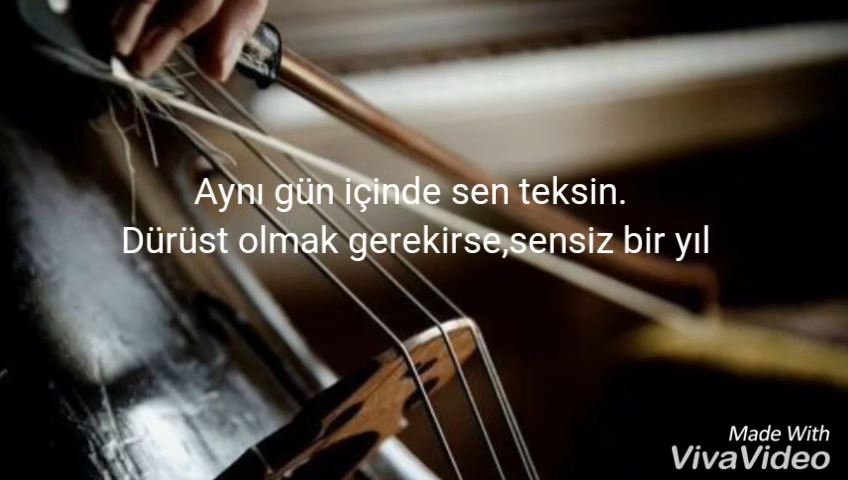 Aynı gün içinde sen teksin.
Dürüst olmak gerekirse,sensiz bir yıl
Made With
VivaVideo